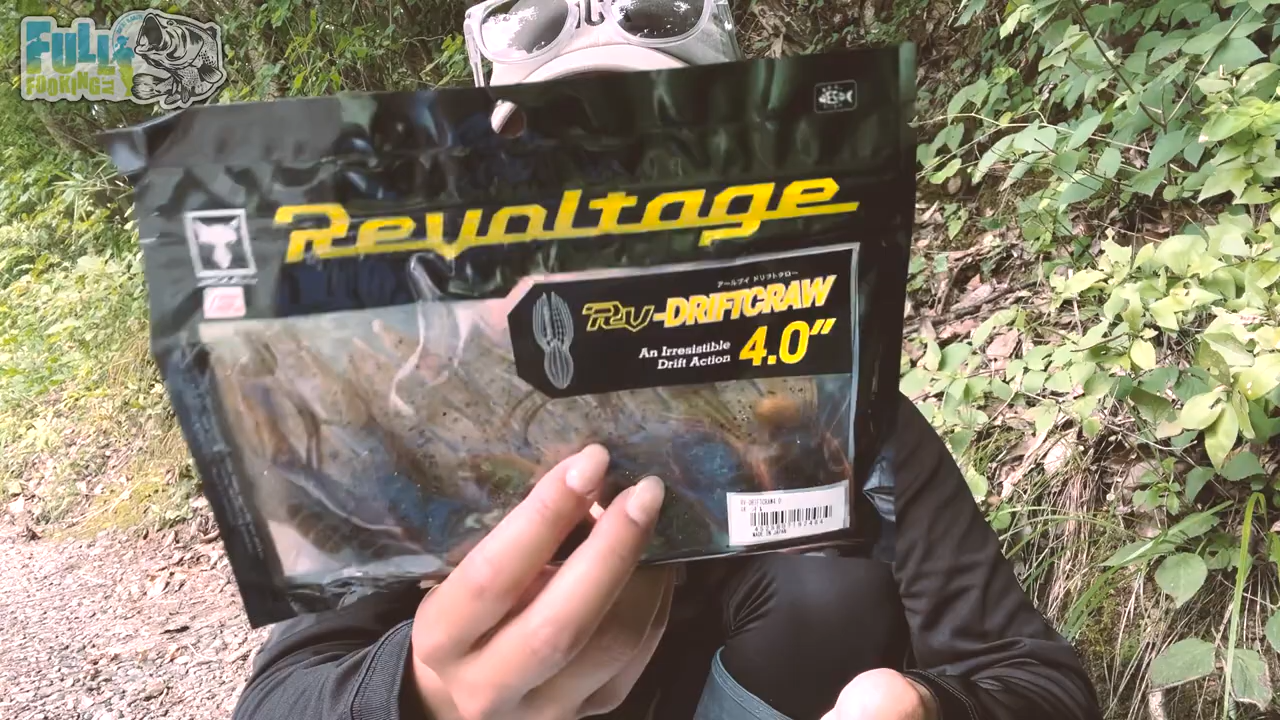 FULL
COOKING
Revoltage
アールブイ ドリフトクロー
RV-DRIFTCRAW
An Irresistible
Drift Action
4.0"
MADE IN JAPAN